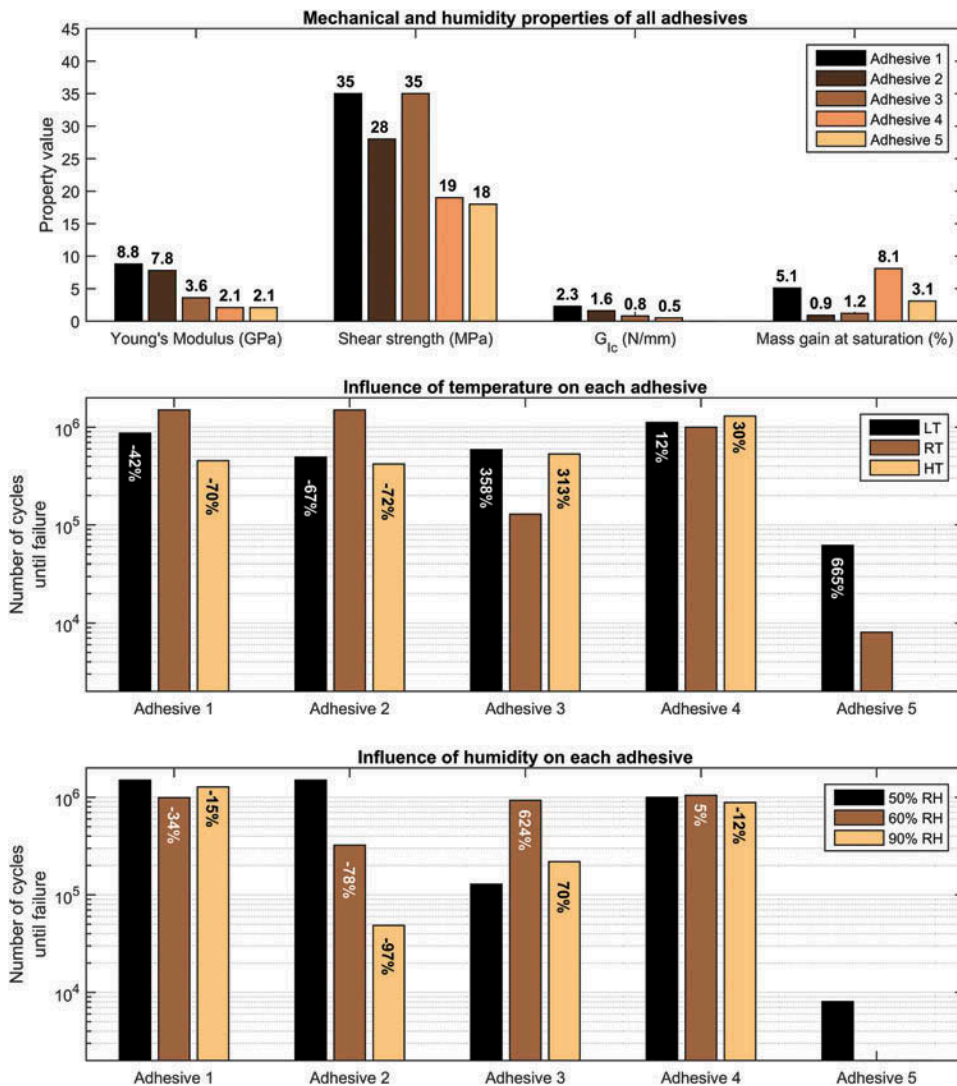 Mechanical and humidity properties of all adhesives
45
40
35
30
25
20
15
10
5
0
Property value
8.8
7.8
3.6
2.1
2.1
35
28
35
19
18
2.3
1.6
0.8
0.5
5.1
0.9
1.2
8.1
3.1
Adhesive 1
Adhesive 2
Adhesive 3
Adhesive 4
Adhesive 5
Young's Modulus (GPa)
Shear strength (MPa)
GIc (N/mm)
Mass gain at saturation (%)
Influence of temperature on each adhesive
10^6
10^5
10^4
Number of cycles
until failure
-42%
-70%
-67%
-72%
358%
313%
12%
30%
665%
LT
RT
HT
Adhesive 1
Adhesive 2
Adhesive 3
Adhesive 4
Adhesive 5
Influence of humidity on each adhesive
10^6
10^5
10^4
Number of cycles
until failure
-34%
-15%
-78%
-97%
624%
70%
5%
-12%
50% RH
60% RH
90% RH
Adhesive 1
Adhesive 2
Adhesive 3
Adhesive 4
Adhesive 5